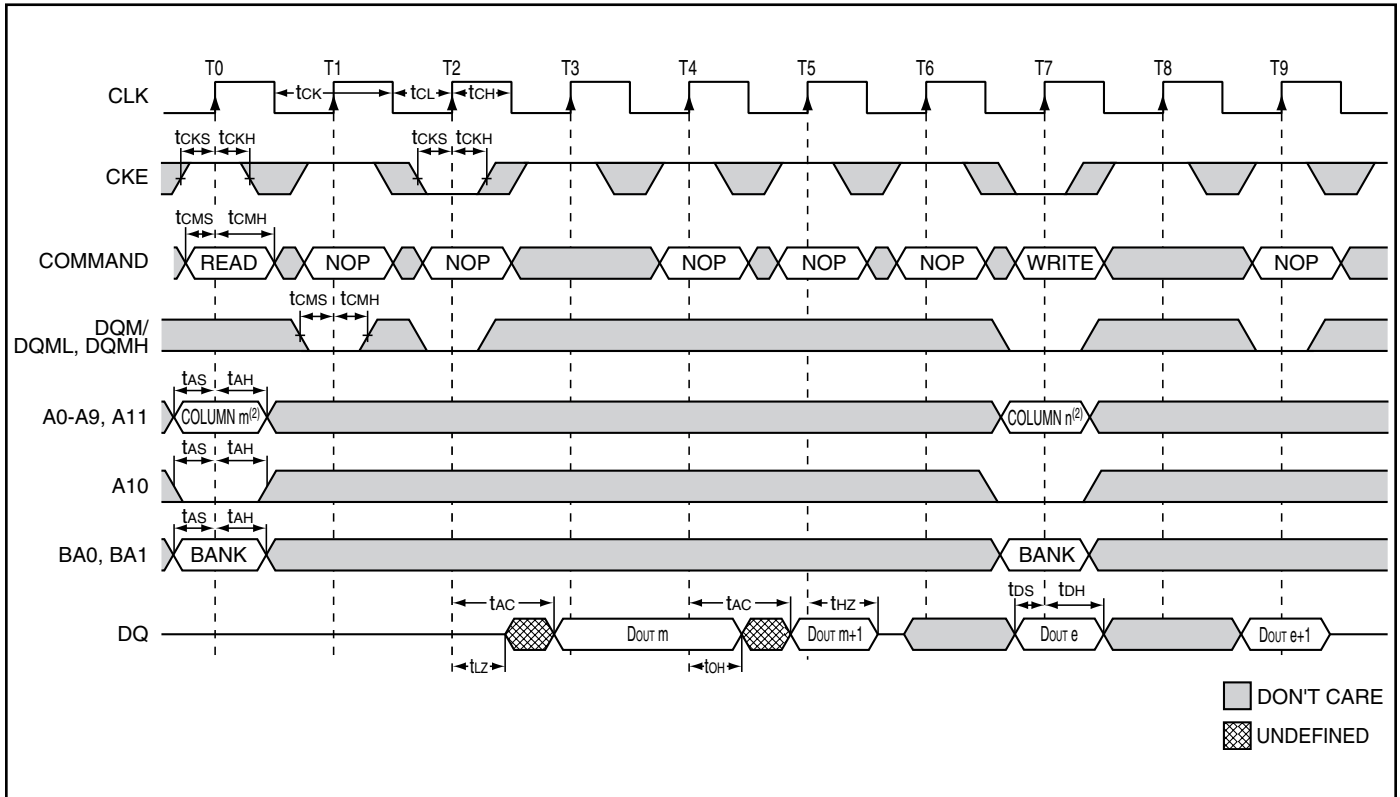 T0 T1 T2 T3 T4 T5 T6 T7 T8 T9
CLK
tCK tCL tCH
tCKS tCKH tCKS tCKH
CKE
tCMS tCMH
COMMAND READ NOP NOP NOP NOP NOP WRITE NOP
tCMS tCMH
DQM/
DQML, DQMH
tAS tAH
A0-A9, A11 COLUMN m(2) COLUMN n(2)
tAS tAH
A10
tAS tAH
BA0, BA1 BANK BANK
tAC tAC tHZ tDS tDH
DQ DOUT m DOUT m+1 DOUT e DOUT e+1
tLZ tOH
DON'T CARE
UNDEFINED